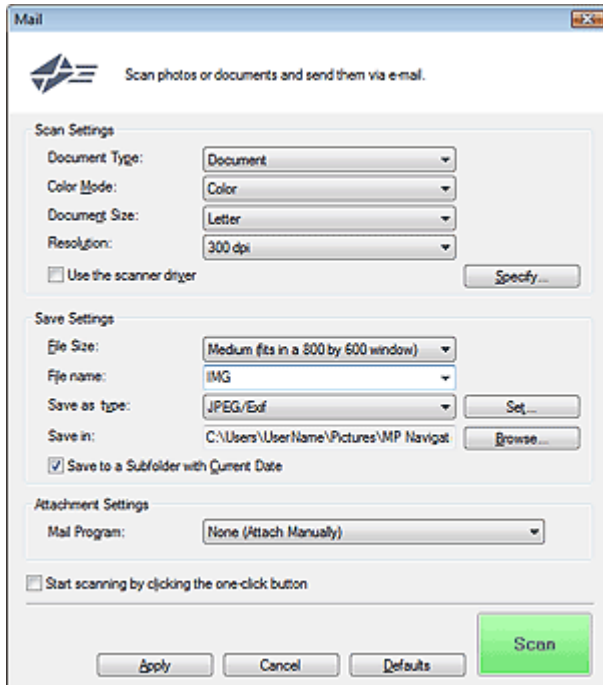 Mail
Scan photos or documents and send them via e-mail.
Scan Settings
Document Type: Document
Color Mode: Color
Document Size: Letter
Resolution: 300 dpi
Use the scanner driver Specify...
Save Settings
File Size: Medium (fits in a 800 by 600 window)
File name: IMG
Save as type: JPEG/Exif Set...
Save in: C:\Users\UserName\Pictures\MP Navigat Browse...
Save to a Subfolder with Current Date
Attachment Settings
Mail Program: None (Attach Manually)
Start scanning by clicking the one-click button
Scan
Apply Cancel Defaults